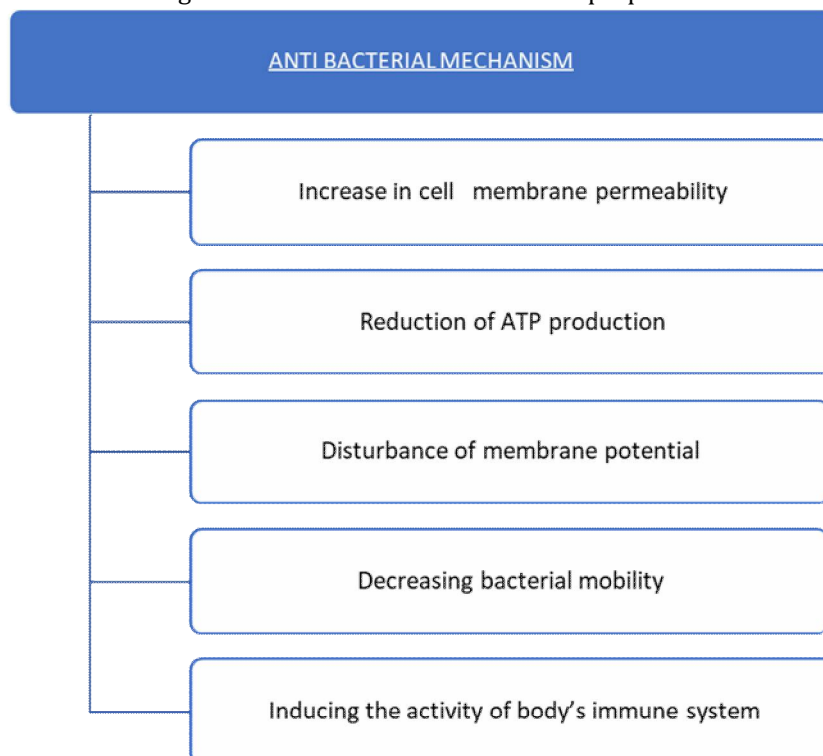 ANTI BACTERIAL MECHANISM
Increase in cell membrane permeability
Reduction of ATP production
Disturbance of membrane potential
Decreasing bacterial mobility
Inducing the activity of body's immune system